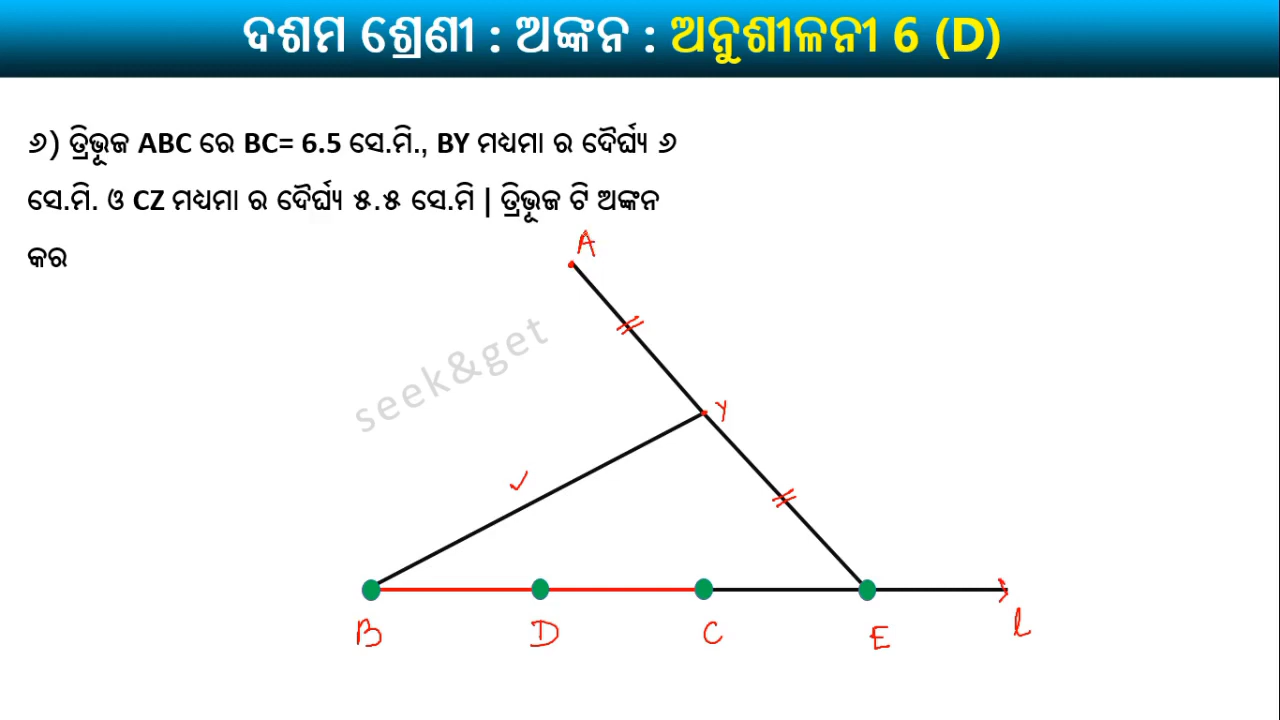 ଦଶମ ଶ୍ରେଣୀ : ଅଙ୍କନ : ଅନୁଶୀଳନୀ 6 (D)
୬) ତ୍ରିଭୂଜ ABC ରେ BC= 6.5 ସେ.ମି., BY ମଧ୍ୟମା ର ଦୈର୍ଘ୍ୟ ୬
ସେ.ମି. ଓ CZ ମଧ୍ୟମା ର ଦୈର୍ଘ୍ୟ ୫.୫ ସେ.ମି | ତ୍ରିଭୂଜ ଟି ଅଙ୍କନ
କର
A
seek&get
Y
B D C E l